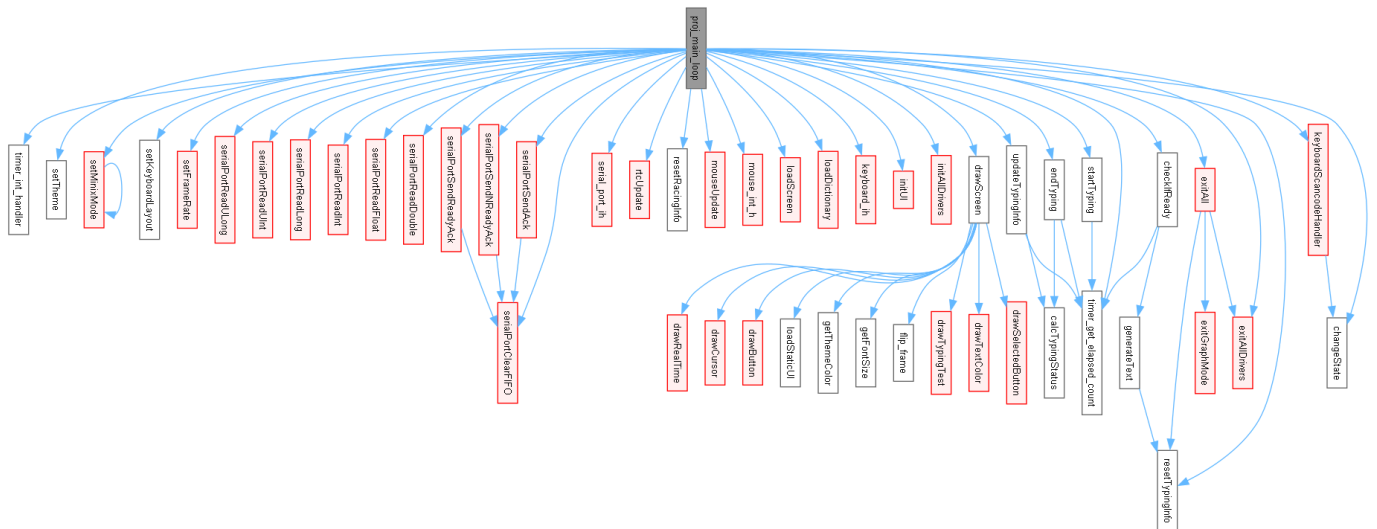 proj_main_loop
timer_int_handler
setTheme
setMinixMode
setKeyboardLayout
setFrameRate
serialPortReadULong
serialPortReadUInt
serialPortReadLong
serialPortReadInt
serialPortReadFloat
serialPortReadDouble
serialPortSendReadyAck
serialPortSendNReadyAck
serialPortSendAck
serial_port_ih
rtcUpdate
resetRacingInfo
mouseUpdate
mouse_int_h
loadScreen
loadDictionary
keyboard_ih
initUI
initAllDrivers
drawScreen
updateTypingInfo
endTyping
startTyping
checkIfReady
exitAll
keyboardScancodeHandler
serialPortClearFIFO
drawRealTime
drawCursor
drawButton
loadStaticUI
getThemeColor
getFontSize
flip_frame
drawTypingTest
drawTextColor
drawSelectedButton
calcTypingStatus
timer_get_elapsed_count
generateText
exitGraphMode
exitAllDrivers
changeState
resetTypingInfo